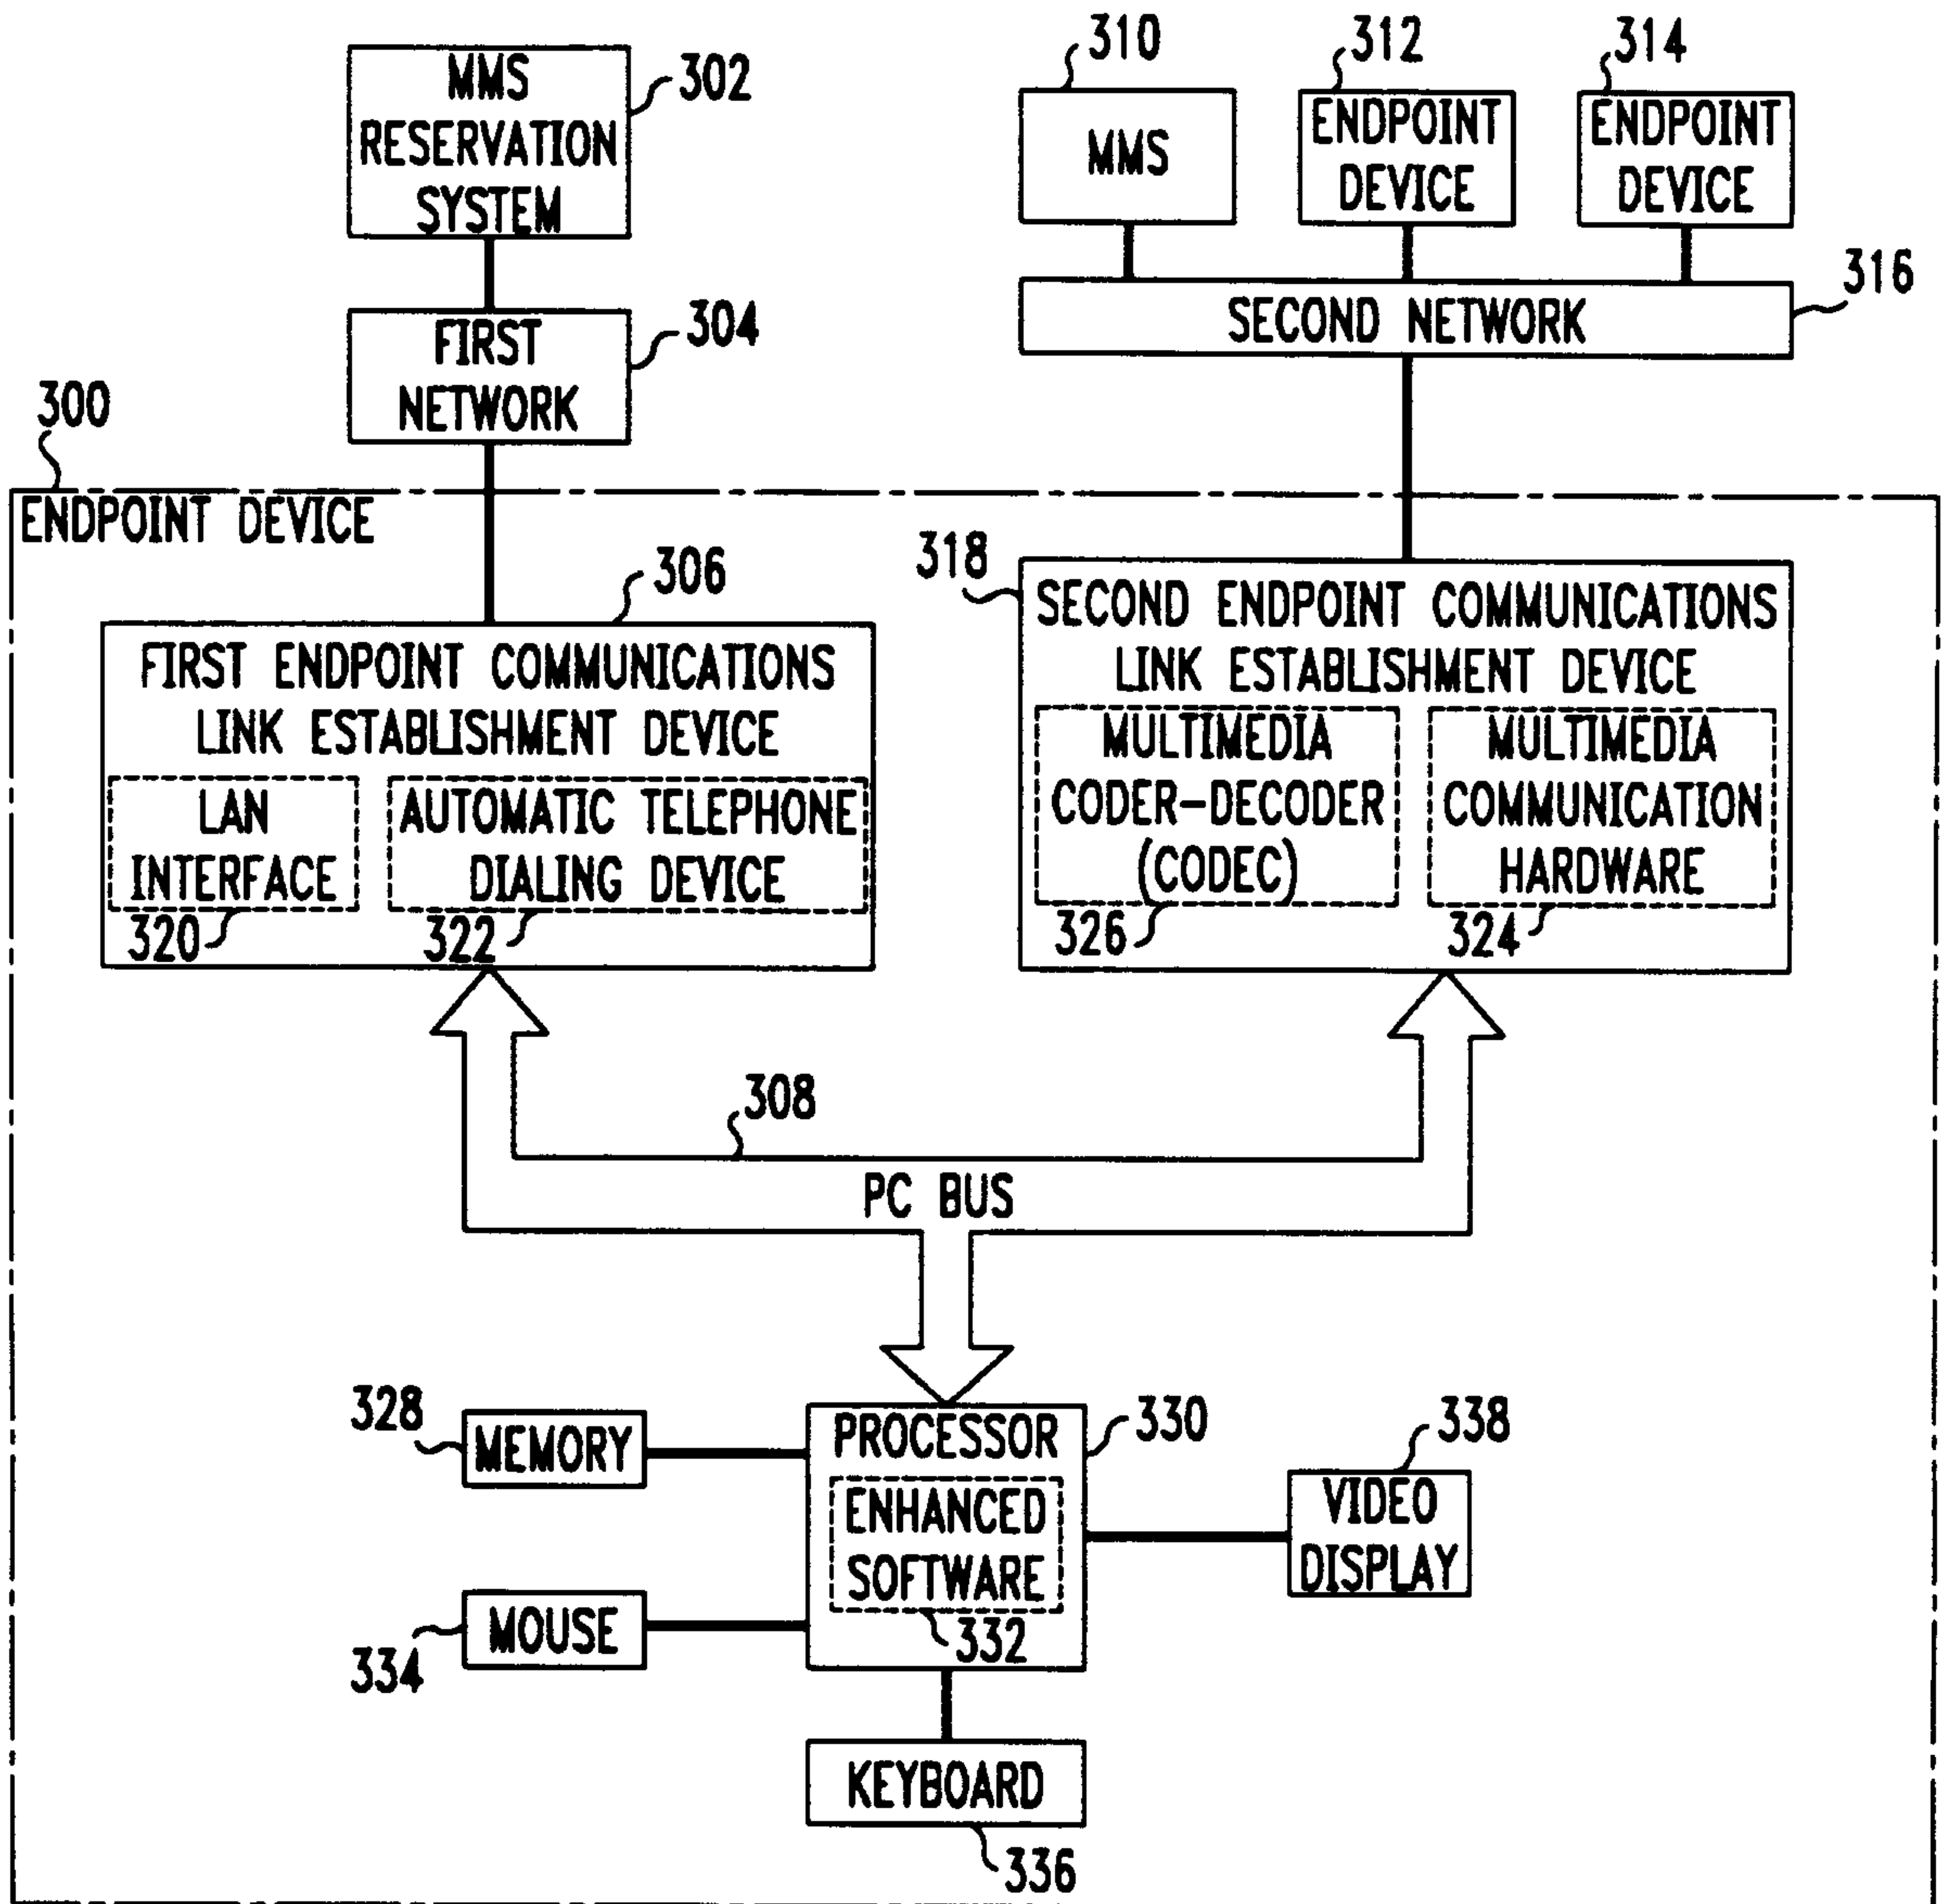 302
MMS
RESERVATION
SYSTEM
310
MMS
312
ENDPOINT
DEVICE
314
ENDPOINT
DEVICE
304
FIRST
NETWORK
316
SECOND NETWORK
300
ENDPOINT DEVICE
306
FIRST ENDPOINT COMMUNICATIONS
LINK ESTABLISHMENT DEVICE
LAN
INTERFACE
320
AUTOMATIC TELEPHONE
DIALING DEVICE
322
318
SECOND ENDPOINT COMMUNICATIONS
LINK ESTABLISHMENT DEVICE
MULTIMEDIA
CODER-DECODER
(CODEC)
326
MULTIMEDIA
COMMUNICATION
HARDWARE
324
308
PC BUS
328
MEMORY
PROCESSOR
330
ENHANCED
SOFTWARE
332
338
VIDEO
DISPLAY
MOUSE
334
KEYBOARD
336